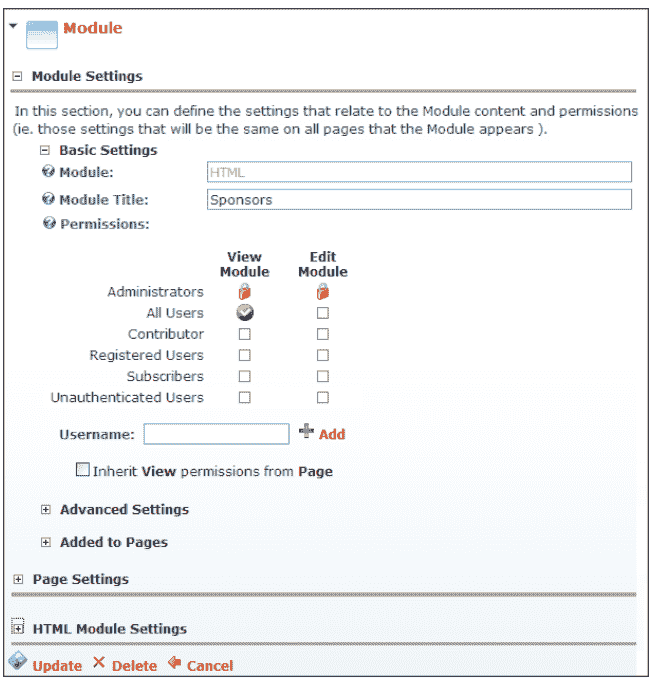 Module
Module Settings
In this section, you can define the settings that relate to the Module content and permissions
(ie. those settings that will be the same on all pages that the Module appears ).
Basic Settings
Module: HTML
Module Title: Sponsors
Permissions:
View Edit
Module Module
Administrators
All Users
Contributor
Registered Users
Subscribers
Unauthenticated Users
Username: Add
Inherit View permissions from Page
Advanced Settings
Added to Pages
Page Settings
HTML Module Settings
Update Delete Cancel